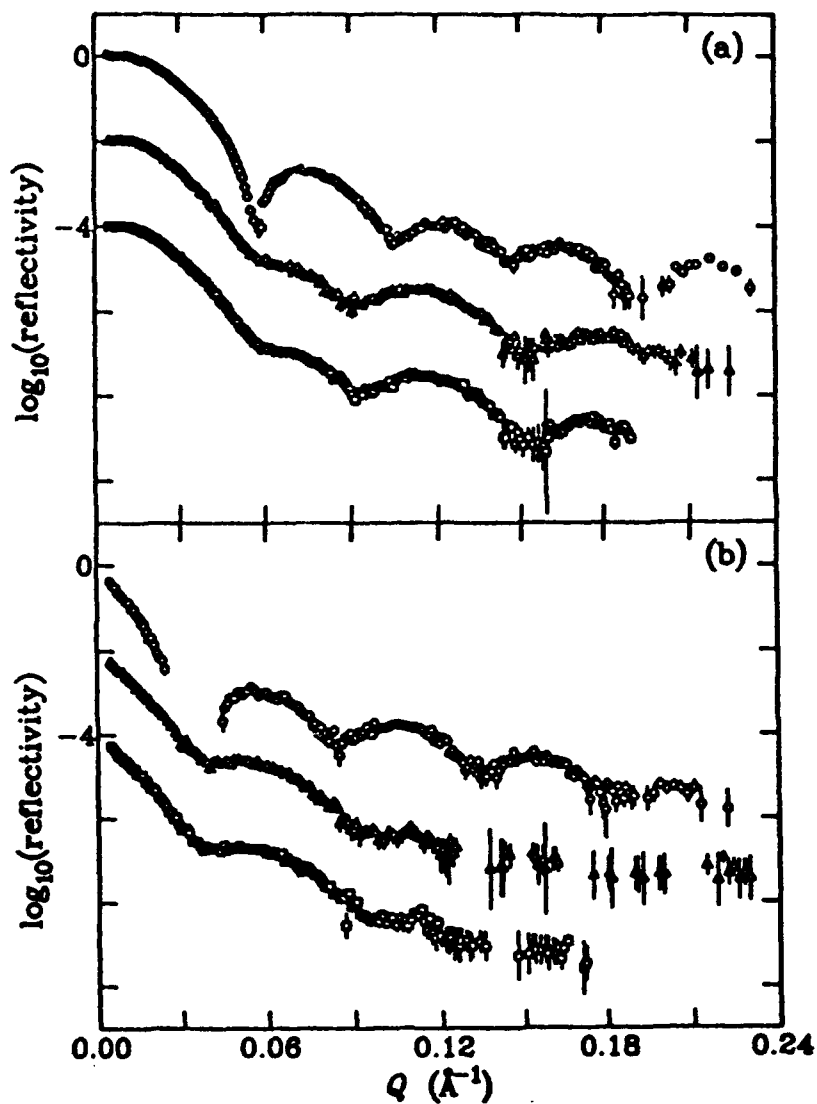 (a)
0
−4
log₁₀(reflectivity)
(b)
0
−4
log₁₀(reflectivity)
0.00 0.06 0.12 0.18 0.24
Q (Å⁻¹)